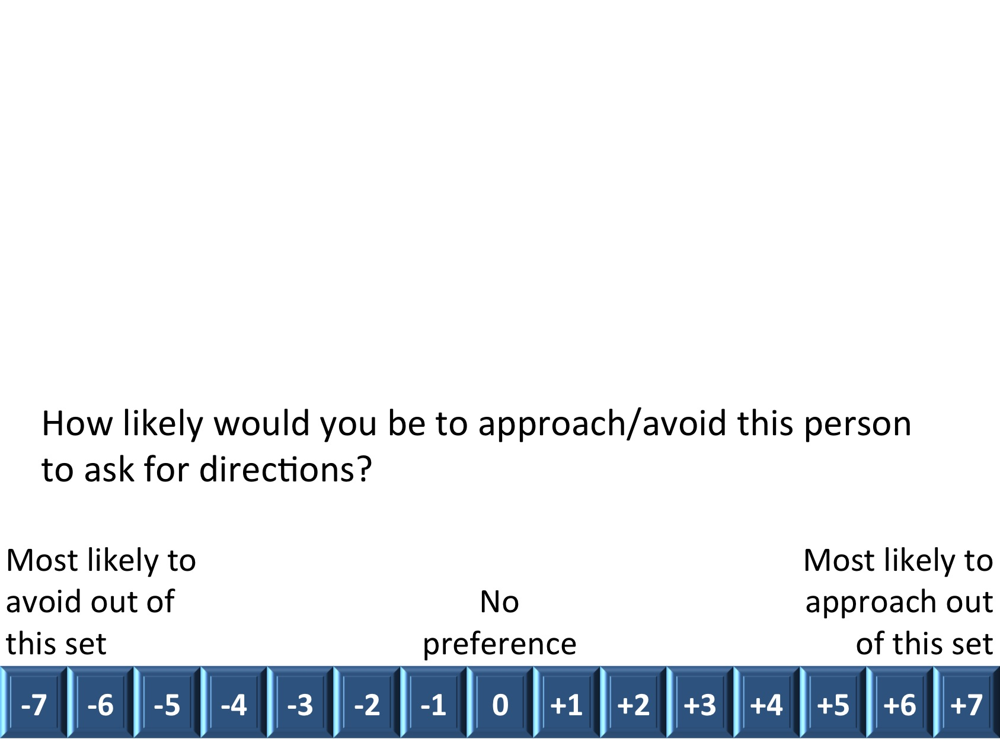 How likely would you be to approach/avoid this person
to ask for directions?
Most likely to
avoid out of
this set
No
preference
Most likely to
approach out
of this set
-7 -6 -5 -4 -3 -2 -1 0 +1 +2 +3 +4 +5 +6 +7